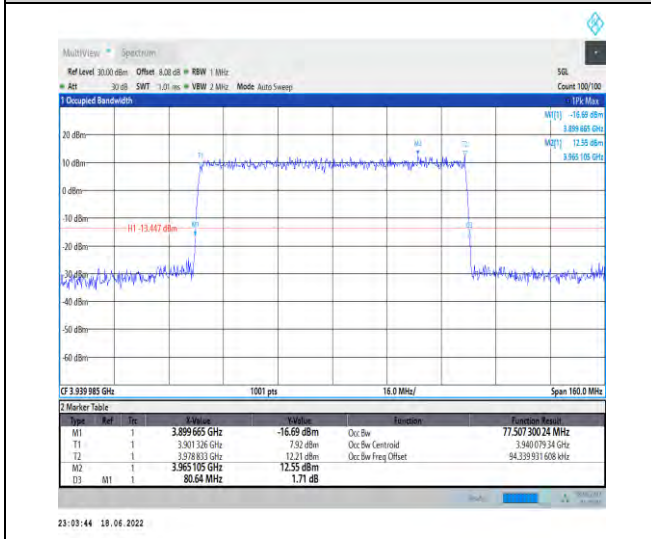 MultiView Spectrum
Ref Level 30.00 dBm Offset 8.08 dB RBW 1 MHz SGL
Att 30 dB SWT 1.01 ms VBW 2 MHz Mode Auto Sweep Count 100/100
1 Occupied Bandwidth 1Pk Max
M1[1] -16.69 dBm
3.899 665 GHz
M2[1] 12.55 dBm
3.965 105 GHz
20 dBm
M2
T1
10 dBm
0 dBm
-10 dBm
H1 -13.447 dBm
M1
-20 dBm
-30 dBm
-40 dBm
-50 dBm
-60 dBm
CF 3.939 985 GHz 1001 pts 16.0 MHz/ Span 160.0 MHz
2 Marker Table
Type Ref Trc X-Value Y-Value Function Function Result
M1 1 3.899 665 GHz -16.69 dBm Occ Bw 77.507 300 24 MHz
T1 1 3.901 326 GHz 7.92 dBm Occ Bw Centroid 3.940 079 34 GHz
T2 1 3.978 833 GHz 12.21 dBm Occ Bw Freq Offset 94.339 931 608 kHz
M2 1 3.965 105 GHz 12.55 dBm
D3 M1 1 80.64 MHz 1.71 dB
23:03:44 18.06.2022